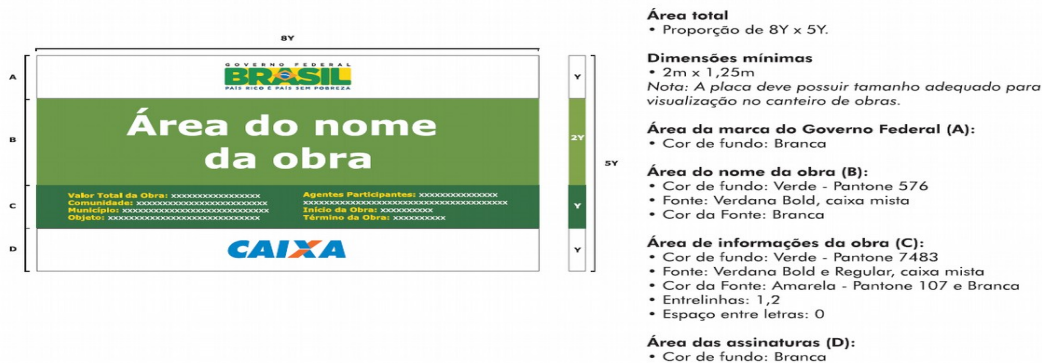 8Y
A
GOVERNO FEDERAL
BRASIL
PAÍS RICO É PAÍS SEM POBREZA
Y
B
Área do nome
da obra
2Y
5Y
C
Valor Total da Obra: xxxxxxxxxxxxxxxxx
Comunidade: xxxxxxxxxxxxxxxxxxxxxxxxx
Município: xxxxxxxxxxxxxxxxxxxxxxxxxxxx
Objeto: xxxxxxxxxxxxxxxxxxxxxxxxxxxxx
Agentes Participantes: xxxxxxxxxxxxxxx
xxxxxxxxxxxxxxxxxxxxxxxxxxxxxxxxxxxxxxx
Início da Obra: xxxxxxxxxx
Término da Obra: xxxxxxxxxx
Y
D
CAIXA
Y
Área total
• Proporção de 8Y x 5Y.
Dimensões mínimas
• 2m x 1,25m
Nota: A placa deve possuir tamanho adequado para
visualização no canteiro de obras.
Área da marca do Governo Federal (A):
• Cor de fundo: Branca
Área do nome da obra (B):
• Cor de fundo: Verde - Pantone 576
• Fonte: Verdana Bold, caixa mista
• Cor da Fonte: Branca
Área de informações da obra (C):
• Cor de fundo: Verde - Pantone 7483
• Fonte: Verdana Bold e Regular, caixa mista
• Cor da Fonte: Amarela - Pantone 107 e Branca
• Entrelinhas: 1,2
• Espaço entre letras: 0
Área das assinaturas (D):
• Cor de fundo: Branca